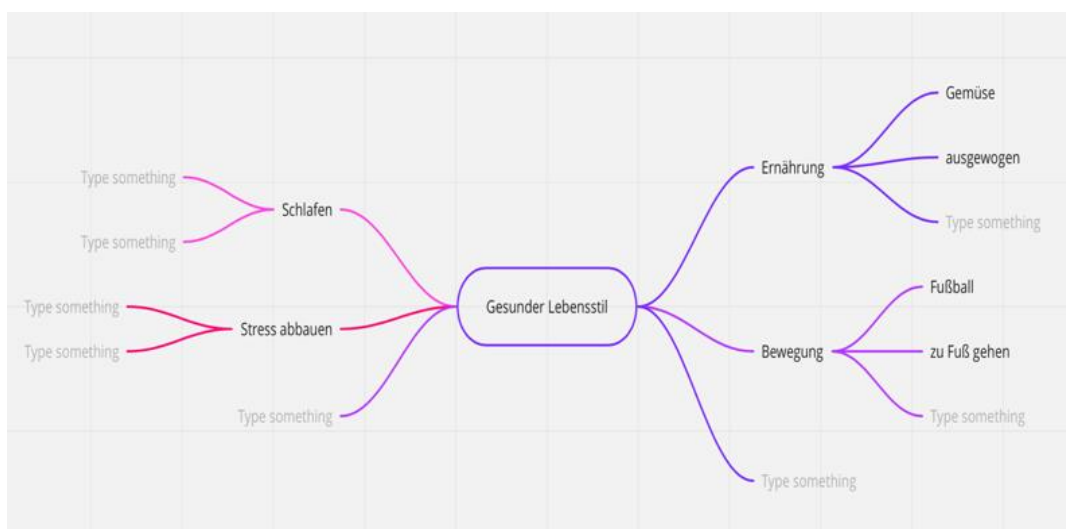 Type something
Type something
Schlafen
Type something
Type something
Stress abbauen
Type something
Gesunder Lebensstil
Ernährung
Gemüse
ausgewogen
Type something
Bewegung
Fußball
zu Fuß gehen
Type something
Type something